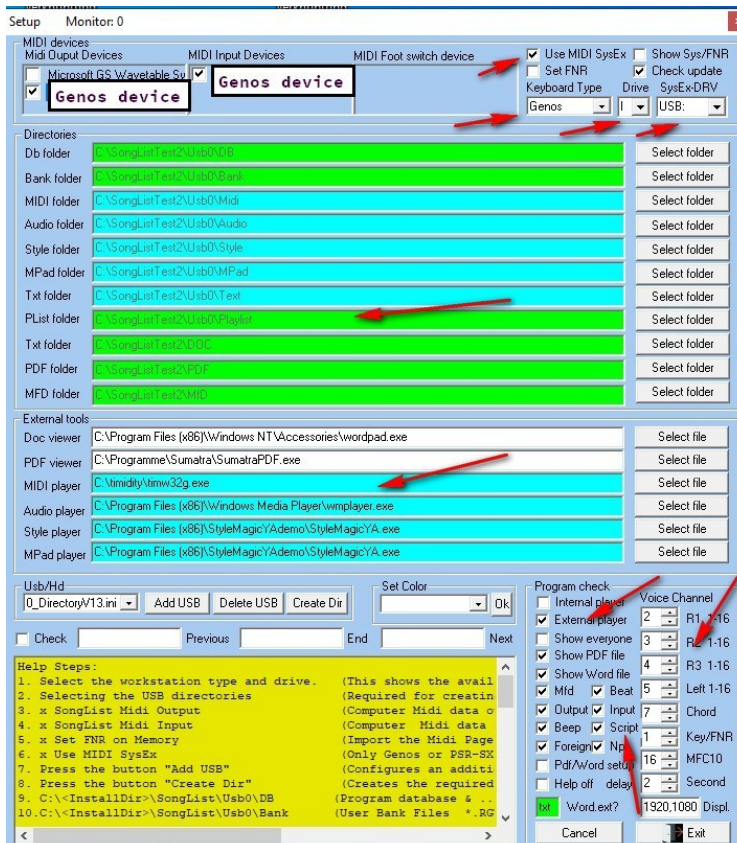 Setup Monitor: 0
MIDI devices
Midi Ouput Devices
MIDI Input Devices
MIDI Foot switch device
Microsoft GS Wavetable Sy
Genos device
Genos device
Use MIDI SysEx
Show Sys/FNR
Set FNR
Check update
Keyboard Type Drive SysEx-DRV
Genos I USB:
Directories
Db folder C:\SongListTest2\Usb0\DB Select folder
Bank folder C:\SongListTest2\Usb0\Bank Select folder
MIDI folder C:\SongListTest2\Usb0\Midi Select folder
Audio folder C:\SongListTest2\Usb0\Audio Select folder
Style folder C:\SongListTest2\Usb0\Style Select folder
MPad folder C:\SongListTest2\Usb0\MPad Select folder
Txt folder C:\SongListTest2\Usb0\Text Select folder
PList folder C:\SongListTest2\Usb0\Playlist Select folder
Txt folder C:\SongListTest2\DOC Select folder
PDF folder C:\SongListTest2\PDF Select folder
MFD folder C:\SongListTest2\MID Select folder
External tools
Doc viewer C:\Program Files (x86)\Windows NT\Accessories\wordpad.exe Select file
PDF viewer C:\Programme\Sumatra\SumatraPDF.exe Select file
MIDI player C:\timidity\timw32g.exe Select file
Audio player C:\Program Files (x86)\Windows Media Player\wmplayer.exe Select file
Style player C:\Program Files (x86)\StyleMagicYAdemo\StyleMagicYA.exe Select file
MPad player C:\Program Files (x86)\StyleMagicYAdemo\StyleMagicYA.exe Select file
Usb/Hd
0_DirectoryV13.ini Add USB Delete USB Create Dir
Set Color
Ok
Check Previous End Next
Help Steps:
1. Select the workstation type and drive. (This shows the avail
2. Selecting the USB directories (Required for creatin
3. x SongList Midi Output (Computer Midi data o
4. x SongList Midi Input (Computer Midi data
5. x Set FNR on Memory (Import the Midi Page
6. x Use MIDI SysEx (Only Genos or PSR-SX
7. Press the button "Add USB" (Configures an additi
8. Press the button "Create Dir" (Creates the required
9. C:\<InstallDir>\SongList\Usb0\DB (Program database & ..
10.C:\<InstallDir>\SongList\Usb0\Bank (User Bank Files *.RG
Program check
Voice Channel
Internal player
External player 2 R1 1-16
Show everyone 3 R2 1-16
Show PDF file
Show Word file 4 R3 1-16
Mfd Beat 5 Left 1-16
Output Input 7 Chord
Beep Script 1 Key/FNR
Foreign
Pdf/Word setup 16 MFC10
Help off delay 2 Second
txt Word.ext? 1920,1080 Displ.
Cancel Exit